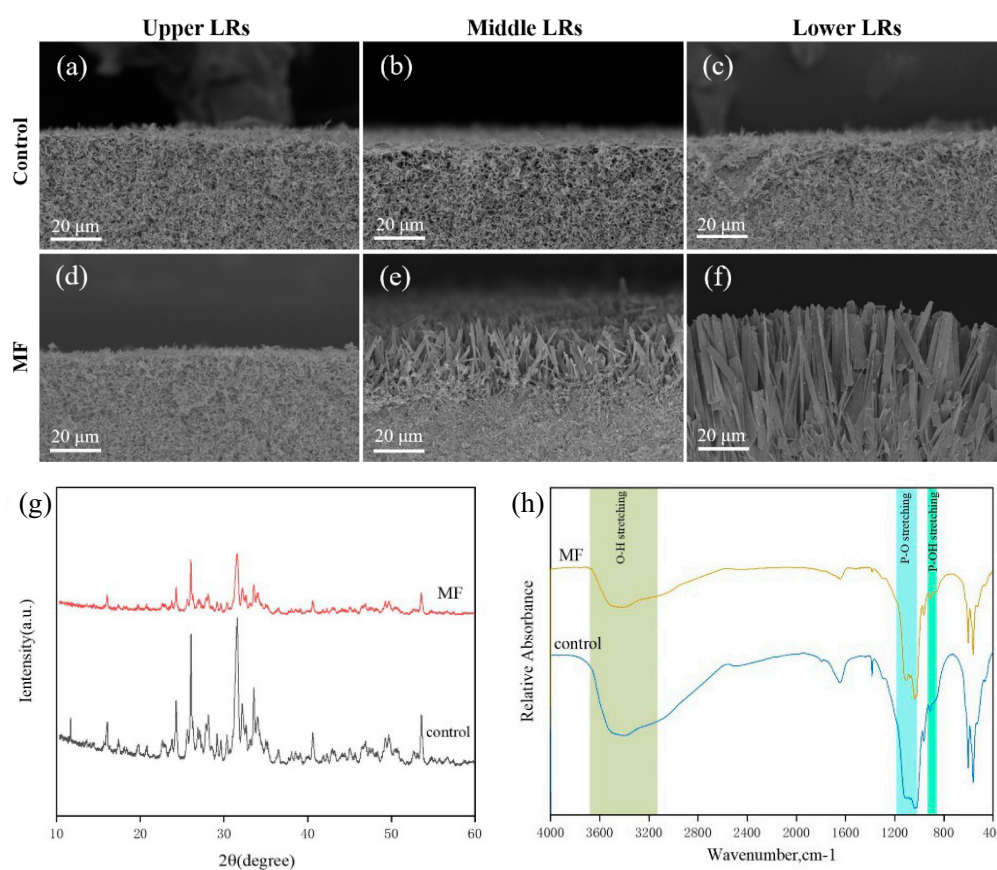 Upper LRs Middle LRs Lower LRs
Control
(a) (b) (c)
20 μm 20 μm 20 μm
MF
(d) (e) (f)
20 μm 20 μm 20 μm
(g)
MF
control
Ientensity(a.u.)
10 20 30 40 50 60
2θ(degree)
(h)
O-H stretching
P-O stretching
P-OH stretching
MF
control
Relative Absorbance
4000 3600 3200 2400 2000 1600 1200 800 40
Wavenumber,cm-1